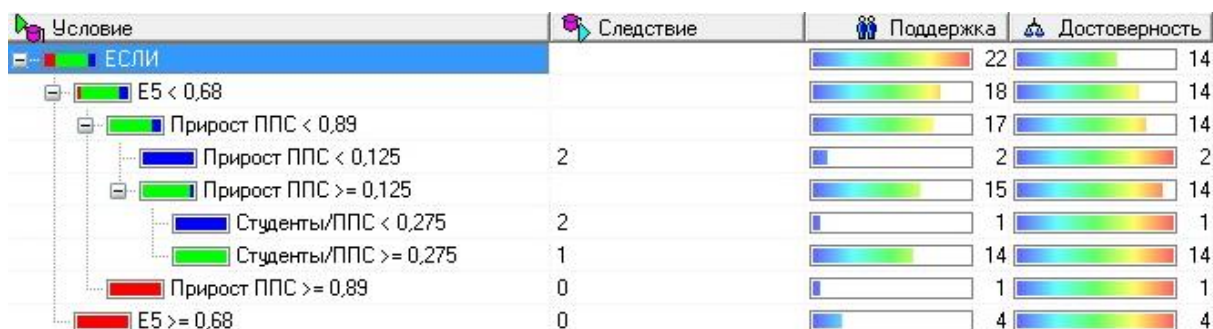 Условие Следствие Поддержка Достоверность
ЕСЛИ 22 14
E5 < 0,68 18 14
Прирост ППС < 0,89 17 14
Прирост ППС < 0,125 2 2 2
Прирост ППС >= 0,125 15 14
Студенты/ППС < 0,275 2 1 1
Студенты/ППС >= 0,275 1 14 14
Прирост ППС >= 0,89 0 1 1
E5 >= 0,68 0 4 4